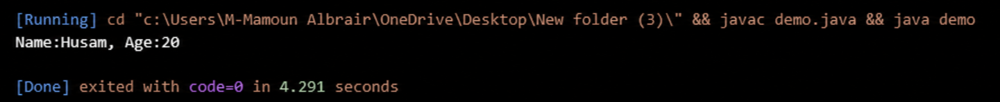 [Running] cd "c:\Users\M-Mamoun Albrair\OneDrive\Desktop\New folder (3)\" && javac demo.java && java demo
Name:Husam, Age:20
[Done] exited with code=0 in 4.291 seconds